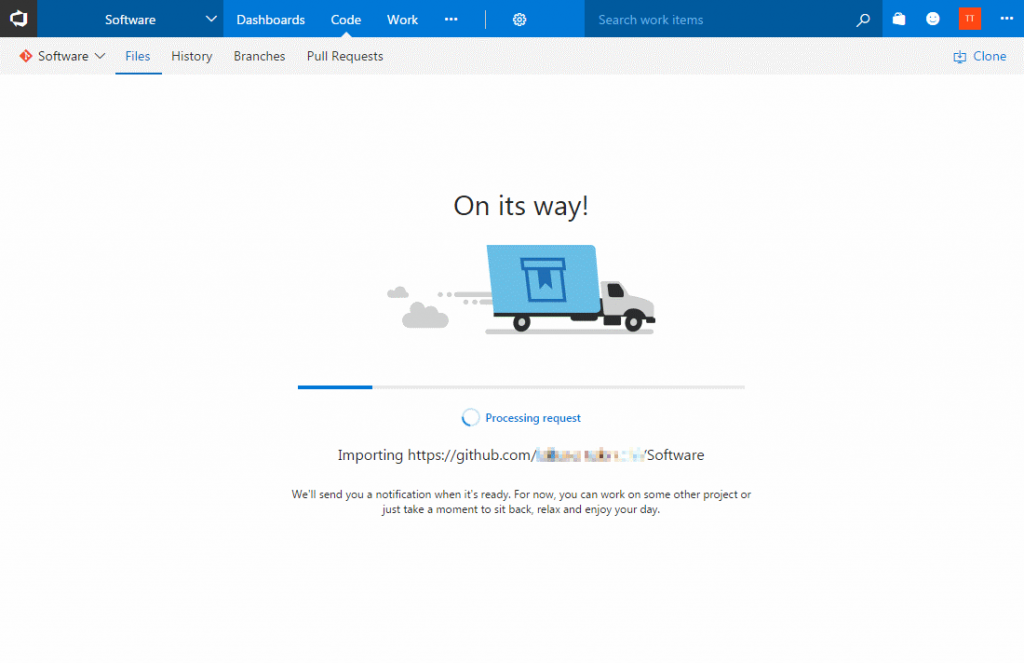 Software Dashboards Code Work Search work items TT
Software Files History Branches Pull Requests Clone
On its way!
Processing request
Importing https://github.com/ /Software
We'll send you a notification when it's ready. For now, you can work on some other project or
just take a moment to sit back, relax and enjoy your day.